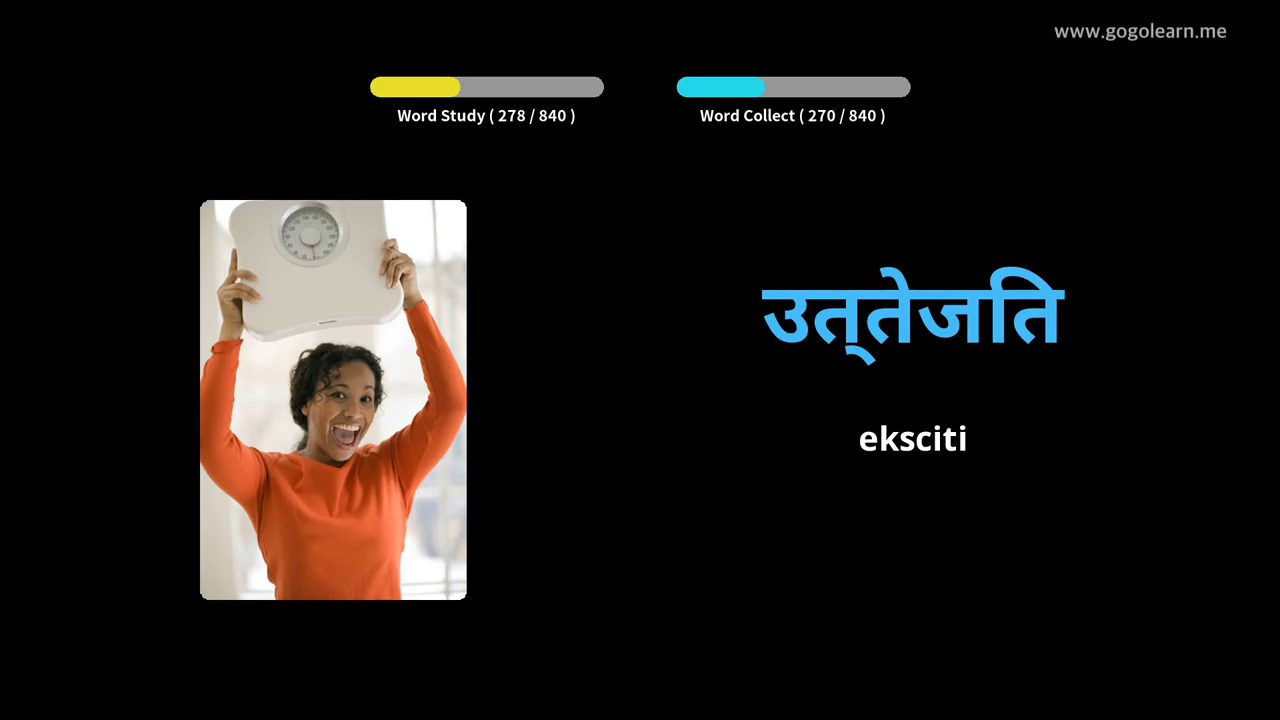 www.gogolearn.me
Word Study ( 278 / 840 )
Word Collect ( 270 / 840 )
उत्तेजति
eksciti